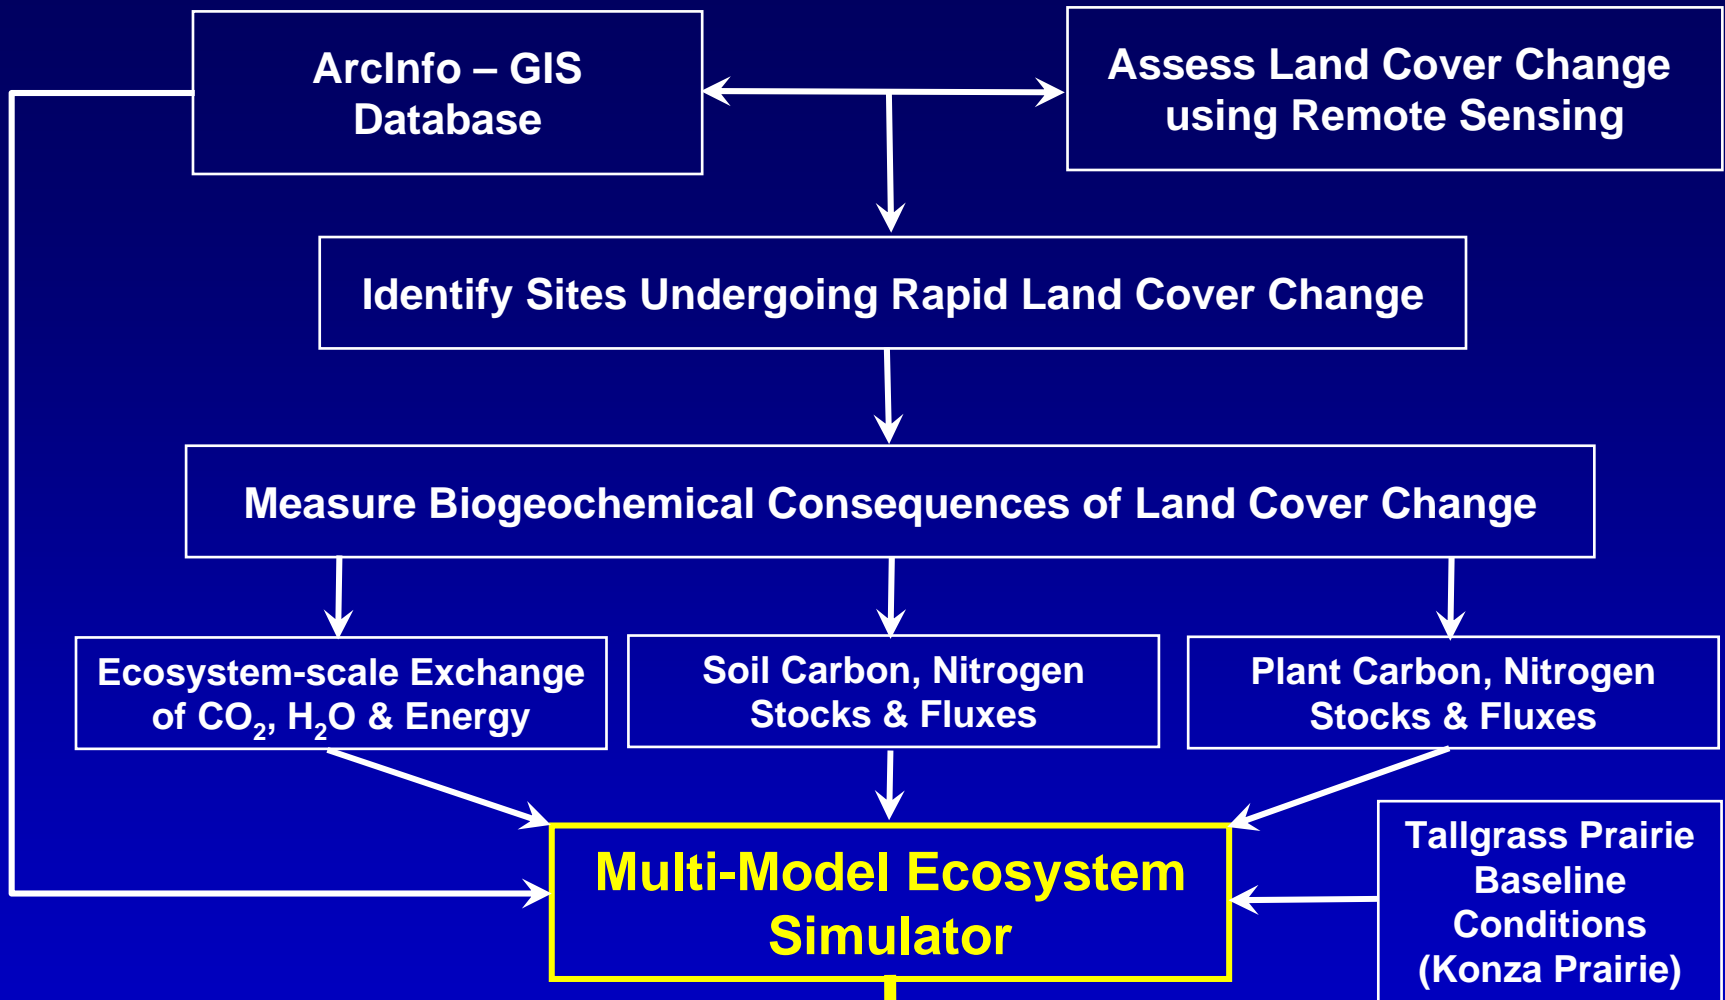 ArcInfo – GIS
Database
Assess Land Cover Change
using Remote Sensing
Identify Sites Undergoing Rapid Land Cover Change
Measure Biogeochemical Consequences of Land Cover Change
Ecosystem-scale Exchange
of CO₂, H₂O & Energy
Soil Carbon, Nitrogen
Stocks & Fluxes
Plant Carbon, Nitrogen
Stocks & Fluxes
Multi-Model Ecosystem
Simulator
Tallgrass Prairie
Baseline
Conditions
(Konza Prairie)